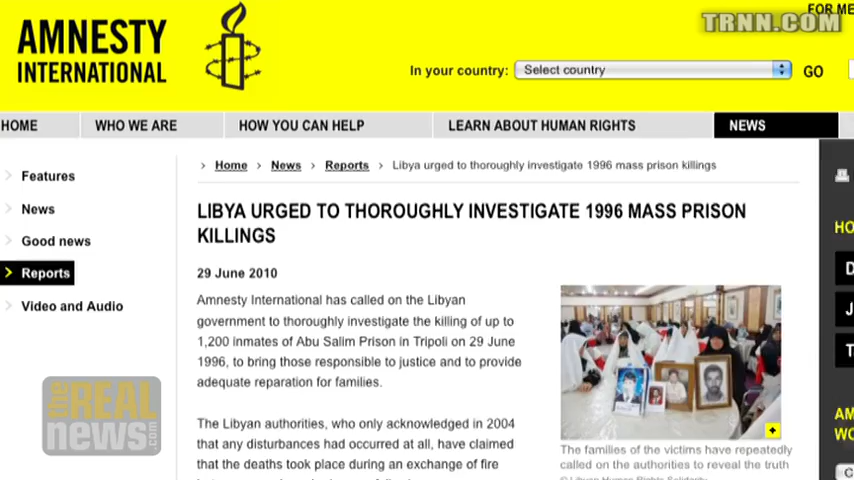 FOR ME
TRNN.COM
AMNESTY
INTERNATIONAL
In your country: Select country GO
HOME WHO WE ARE HOW YOU CAN HELP LEARN ABOUT HUMAN RIGHTS NEWS
Features
News
Good news
Reports
Video and Audio
Home News Reports Libya urged to thoroughly investigate 1996 mass prison killings
LIBYA URGED TO THOROUGHLY INVESTIGATE 1996 MASS PRISON
KILLINGS
29 June 2010
Amnesty International has called on the Libyan
government to thoroughly investigate the killing of up to
1,200 inmates of Abu Salim Prison in Tripoli on 29 June
1996, to bring those responsible to justice and to provide
adequate reparation for families.
The Libyan authorities, who only acknowledged in 2004
that any disturbances had occurred at all, have claimed
that the deaths took place during an exchange of fire
The families of the victims have repeatedly
called on the authorities to reveal the truth
© Libyan Human Rights Solidarity
HO
D
J
T
AM
WO
C
the REAL
news.com